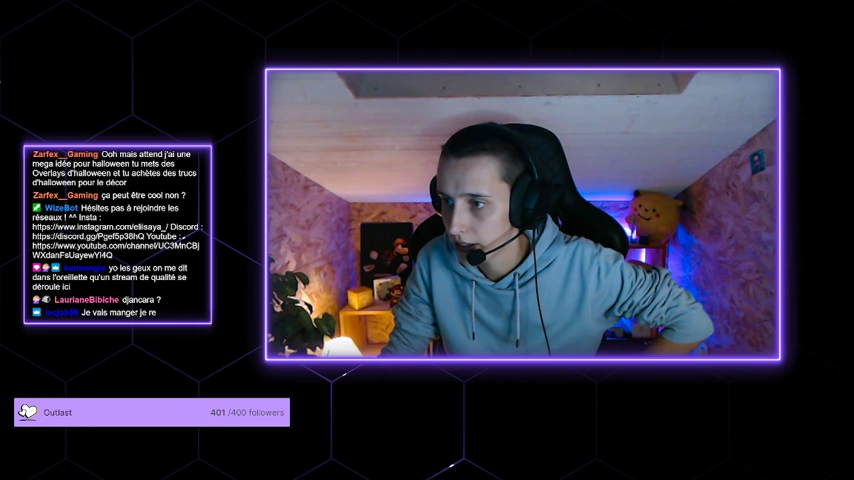 Zarfex__Gaming Ooh mais attend j'ai une
mega idée pour halloween tu mets des
Overlays d'halloween et tu achètes des trucs
d'halloween pour le décor
Zarfex__Gaming ça peut être cool non ?
WizeBot Hésites pas à rejoindre les
réseaux ! ^^ Insta :
https://www.instagram.com/ellisaya_/ Discord :
https://discord.gg/Pgef5p38hQ Youtube :
https://www.youtube.com/channel/UC3MnCBj
WXdanFsUayewYl4Q
yo les geux on me dit
dans l'oreillette qu'un stream de qualité se
déroule ici
LaurianeBibiche djancara ?
Je vais manger je re
Outlast 401 /400 followers